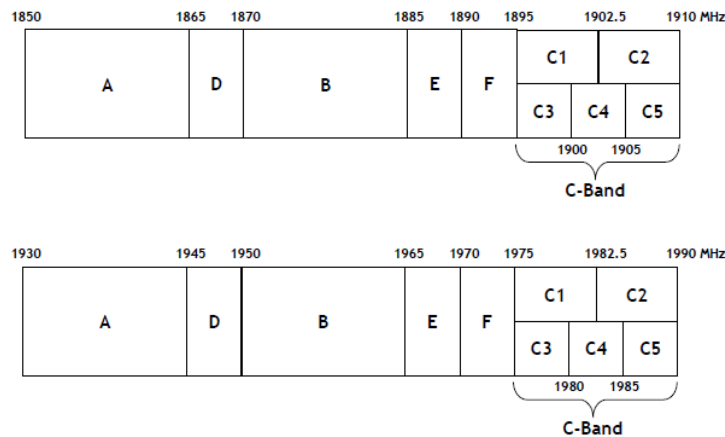 1850 1865 1870 1885 1890 1895 1902.5 1910 MHz
C1 C2
A D B E F
C3 C4 C5
1900 1905
C-Band
1930 1945 1950 1965 1970 1975 1982.5 1990 MHz
C1 C2
A D B E F
C3 C4 C5
1980 1985
C-Band